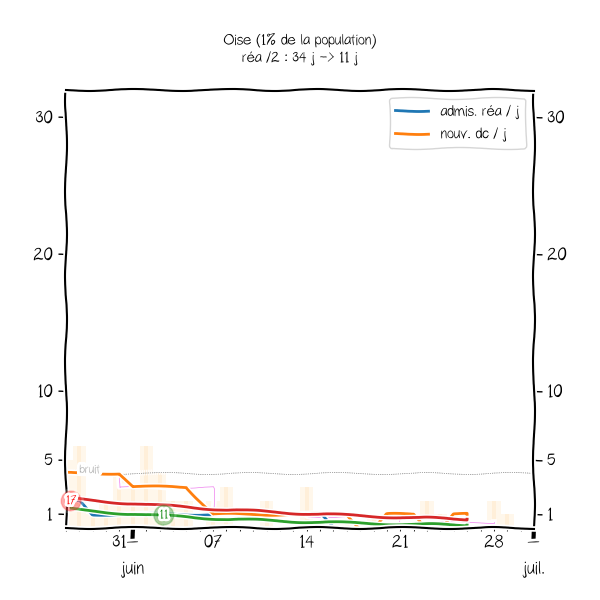 Oise (1% de la population)
réa /2 : 34 j -> 11 j
admis. réa / j
nouv. dc / j
30
30
20
20
10
10
5
5
bruit
17
11
1
1
31
07
14
21
28
juin
juil.